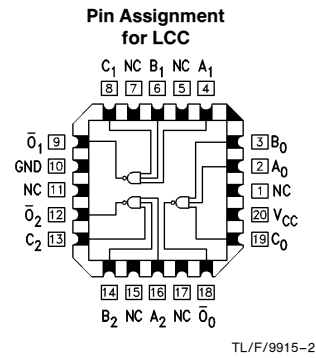 Pin Assignment
for LCC
C1 NC B1 NC A1
8 7 6 5 4
Ō1 9
GND 10
NC 11
Ō2 12
C2 13
3 B0
2 A0
1 NC
20 VCC
19 C0
14 15 16 17 18
B2 NC A2 NC Ō0
TL/F/9915–2